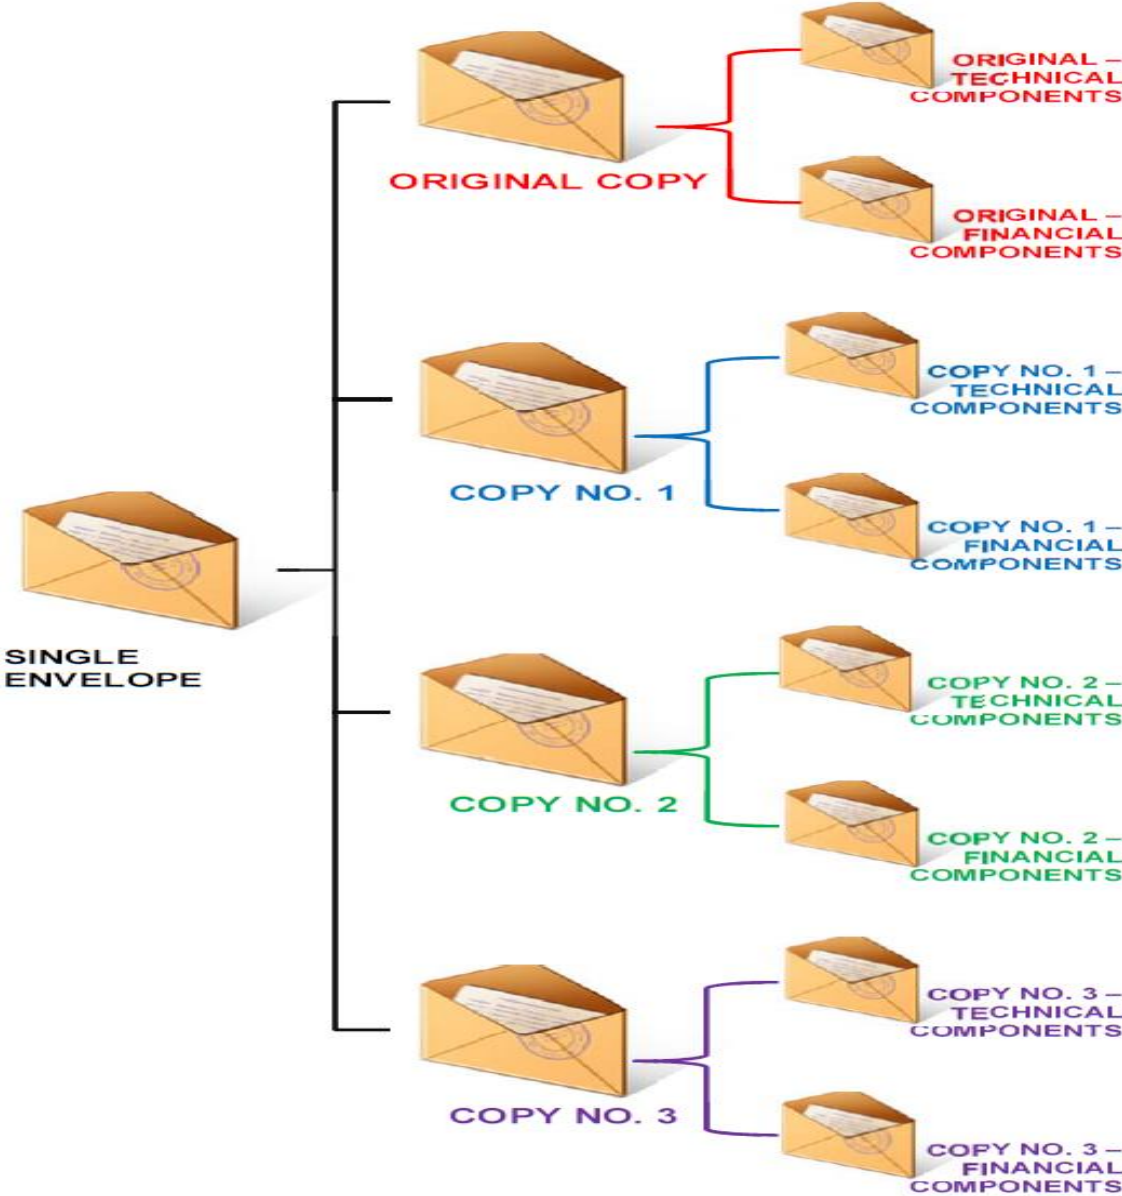 ORIGINAL –
TECHNICAL
COMPONENTS
ORIGINAL COPY
ORIGINAL –
FINANCIAL
COMPONENTS
COPY NO. 1 –
TECHNICAL
COMPONENTS
COPY NO. 1
COPY NO. 1 –
FINANCIAL
COMPONENTS
SINGLE
ENVELOPE
COPY NO. 2 –
TECHNICAL
COMPONENTS
COPY NO. 2
COPY NO. 2 –
FINANCIAL
COMPONENTS
COPY NO. 3 –
TECHNICAL
COMPONENTS
COPY NO. 3
COPY NO. 3 –
FINANCIAL
COMPONENTS